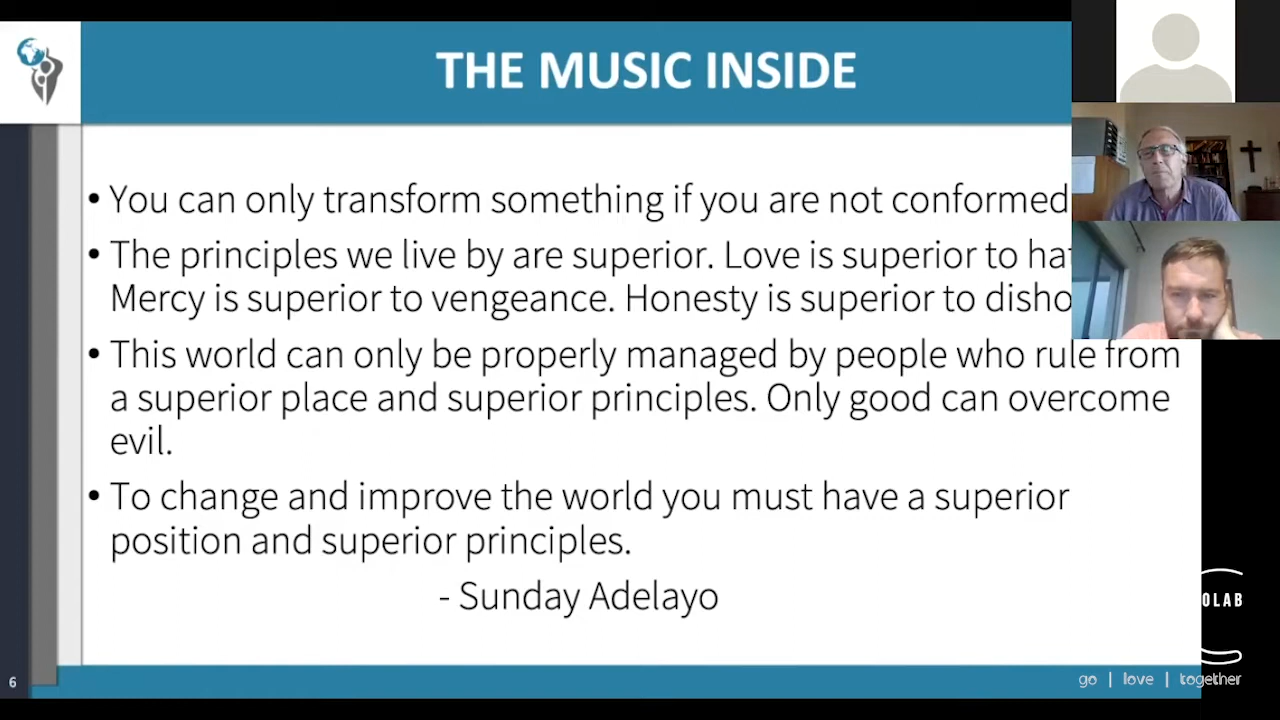 THE MUSIC INSIDE
• You can only transform something if you are not conformed
• The principles we live by are superior. Love is superior to
Mercy is superior to vengeance. Honesty is superior to
• This world can only be properly managed by people who rule from
a superior place and superior principles. Only good can overcome
evil.
• To change and improve the world you must have a superior
position and superior principles.
- Sunday Adelayo
6
OLAB
go | love | together